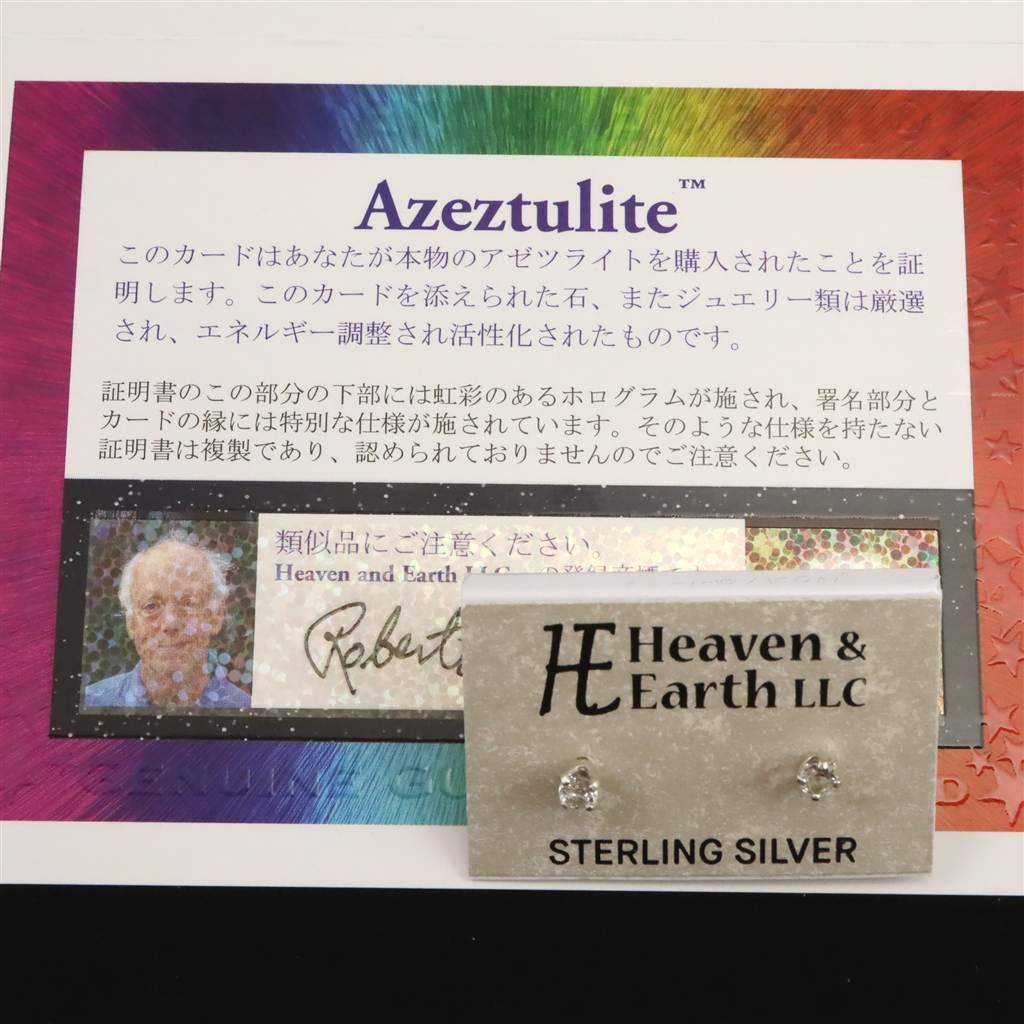 Azeztulite™
このカードはあなたが本物のアゼツライトを購入されたことを証
明します。このカードを添えられた石、またジュエリー類は厳選
され、エネルギー調整され活性化されたものです。
証明書のこの部分の下部には虹彩のあるホログラムが施され、署名部分と
カードの縁には特別な仕様が施されています。そのような仕様を持たない
証明書は複製であり、認められておりませんのでご注意ください。
類似品にご注意ください。
Heaven and Earth LLC
Robert
HE Heaven &
Earth LLC
STERLING SILVER
GENUINE